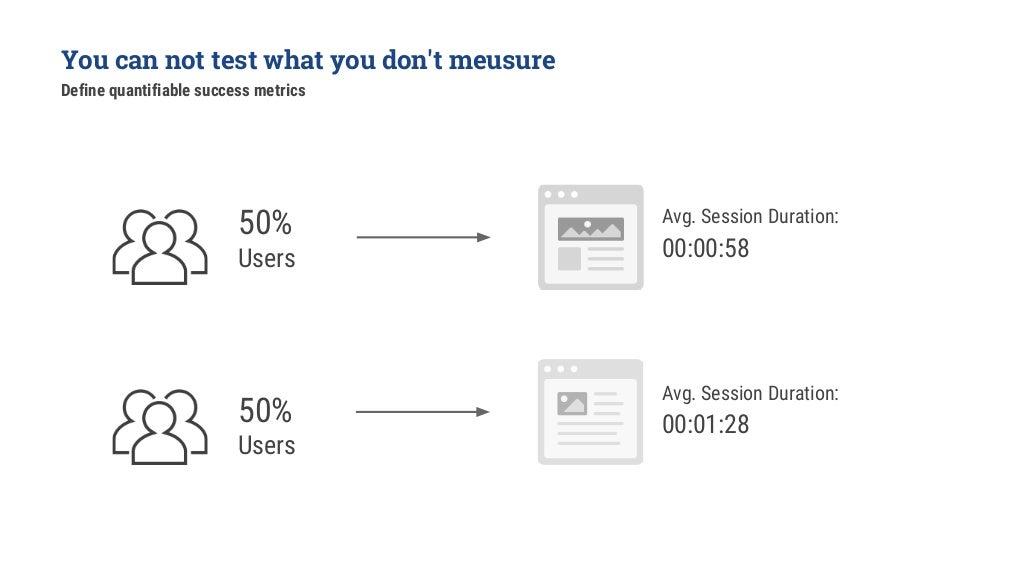 You can not test what you don't meusure
Define quantifiable success metrics
50%
Users
Avg. Session Duration:
00:00:58
50%
Users
Avg. Session Duration:
00:01:28